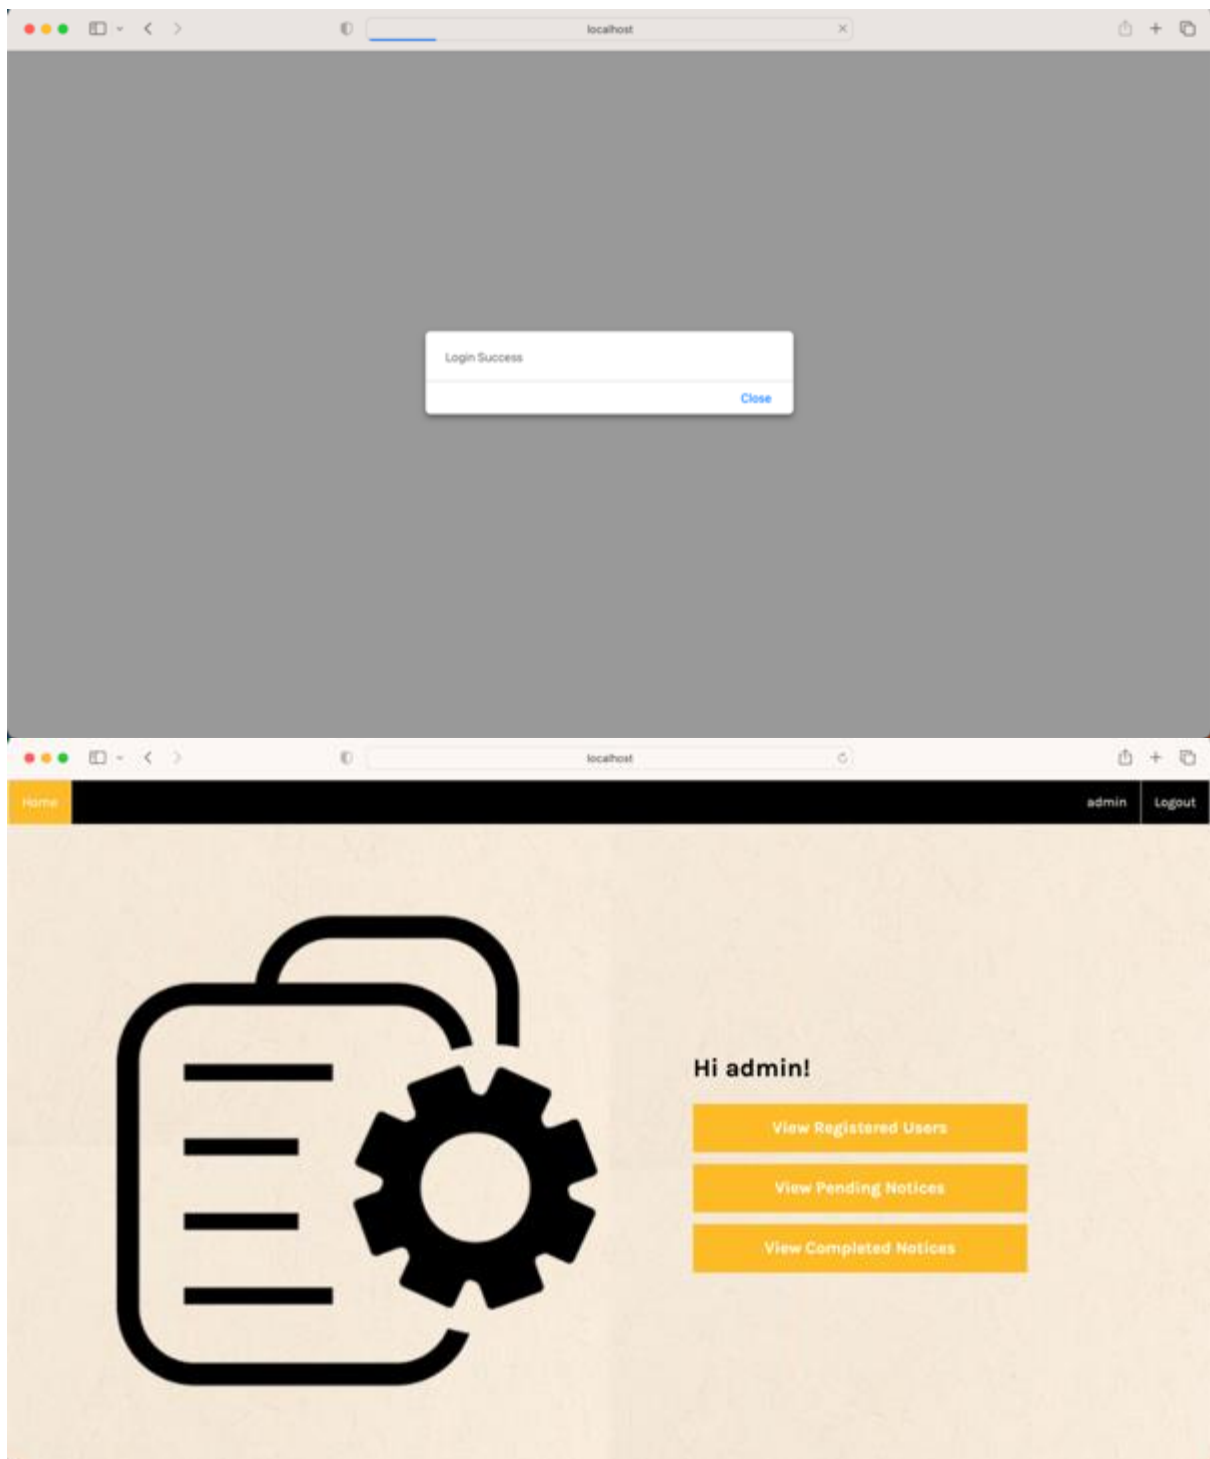 localhost
Login Success
Close
localhost
Home
admin
Logout
Hi admin!
View Registered Users
View Pending Notices
View Completed Notices